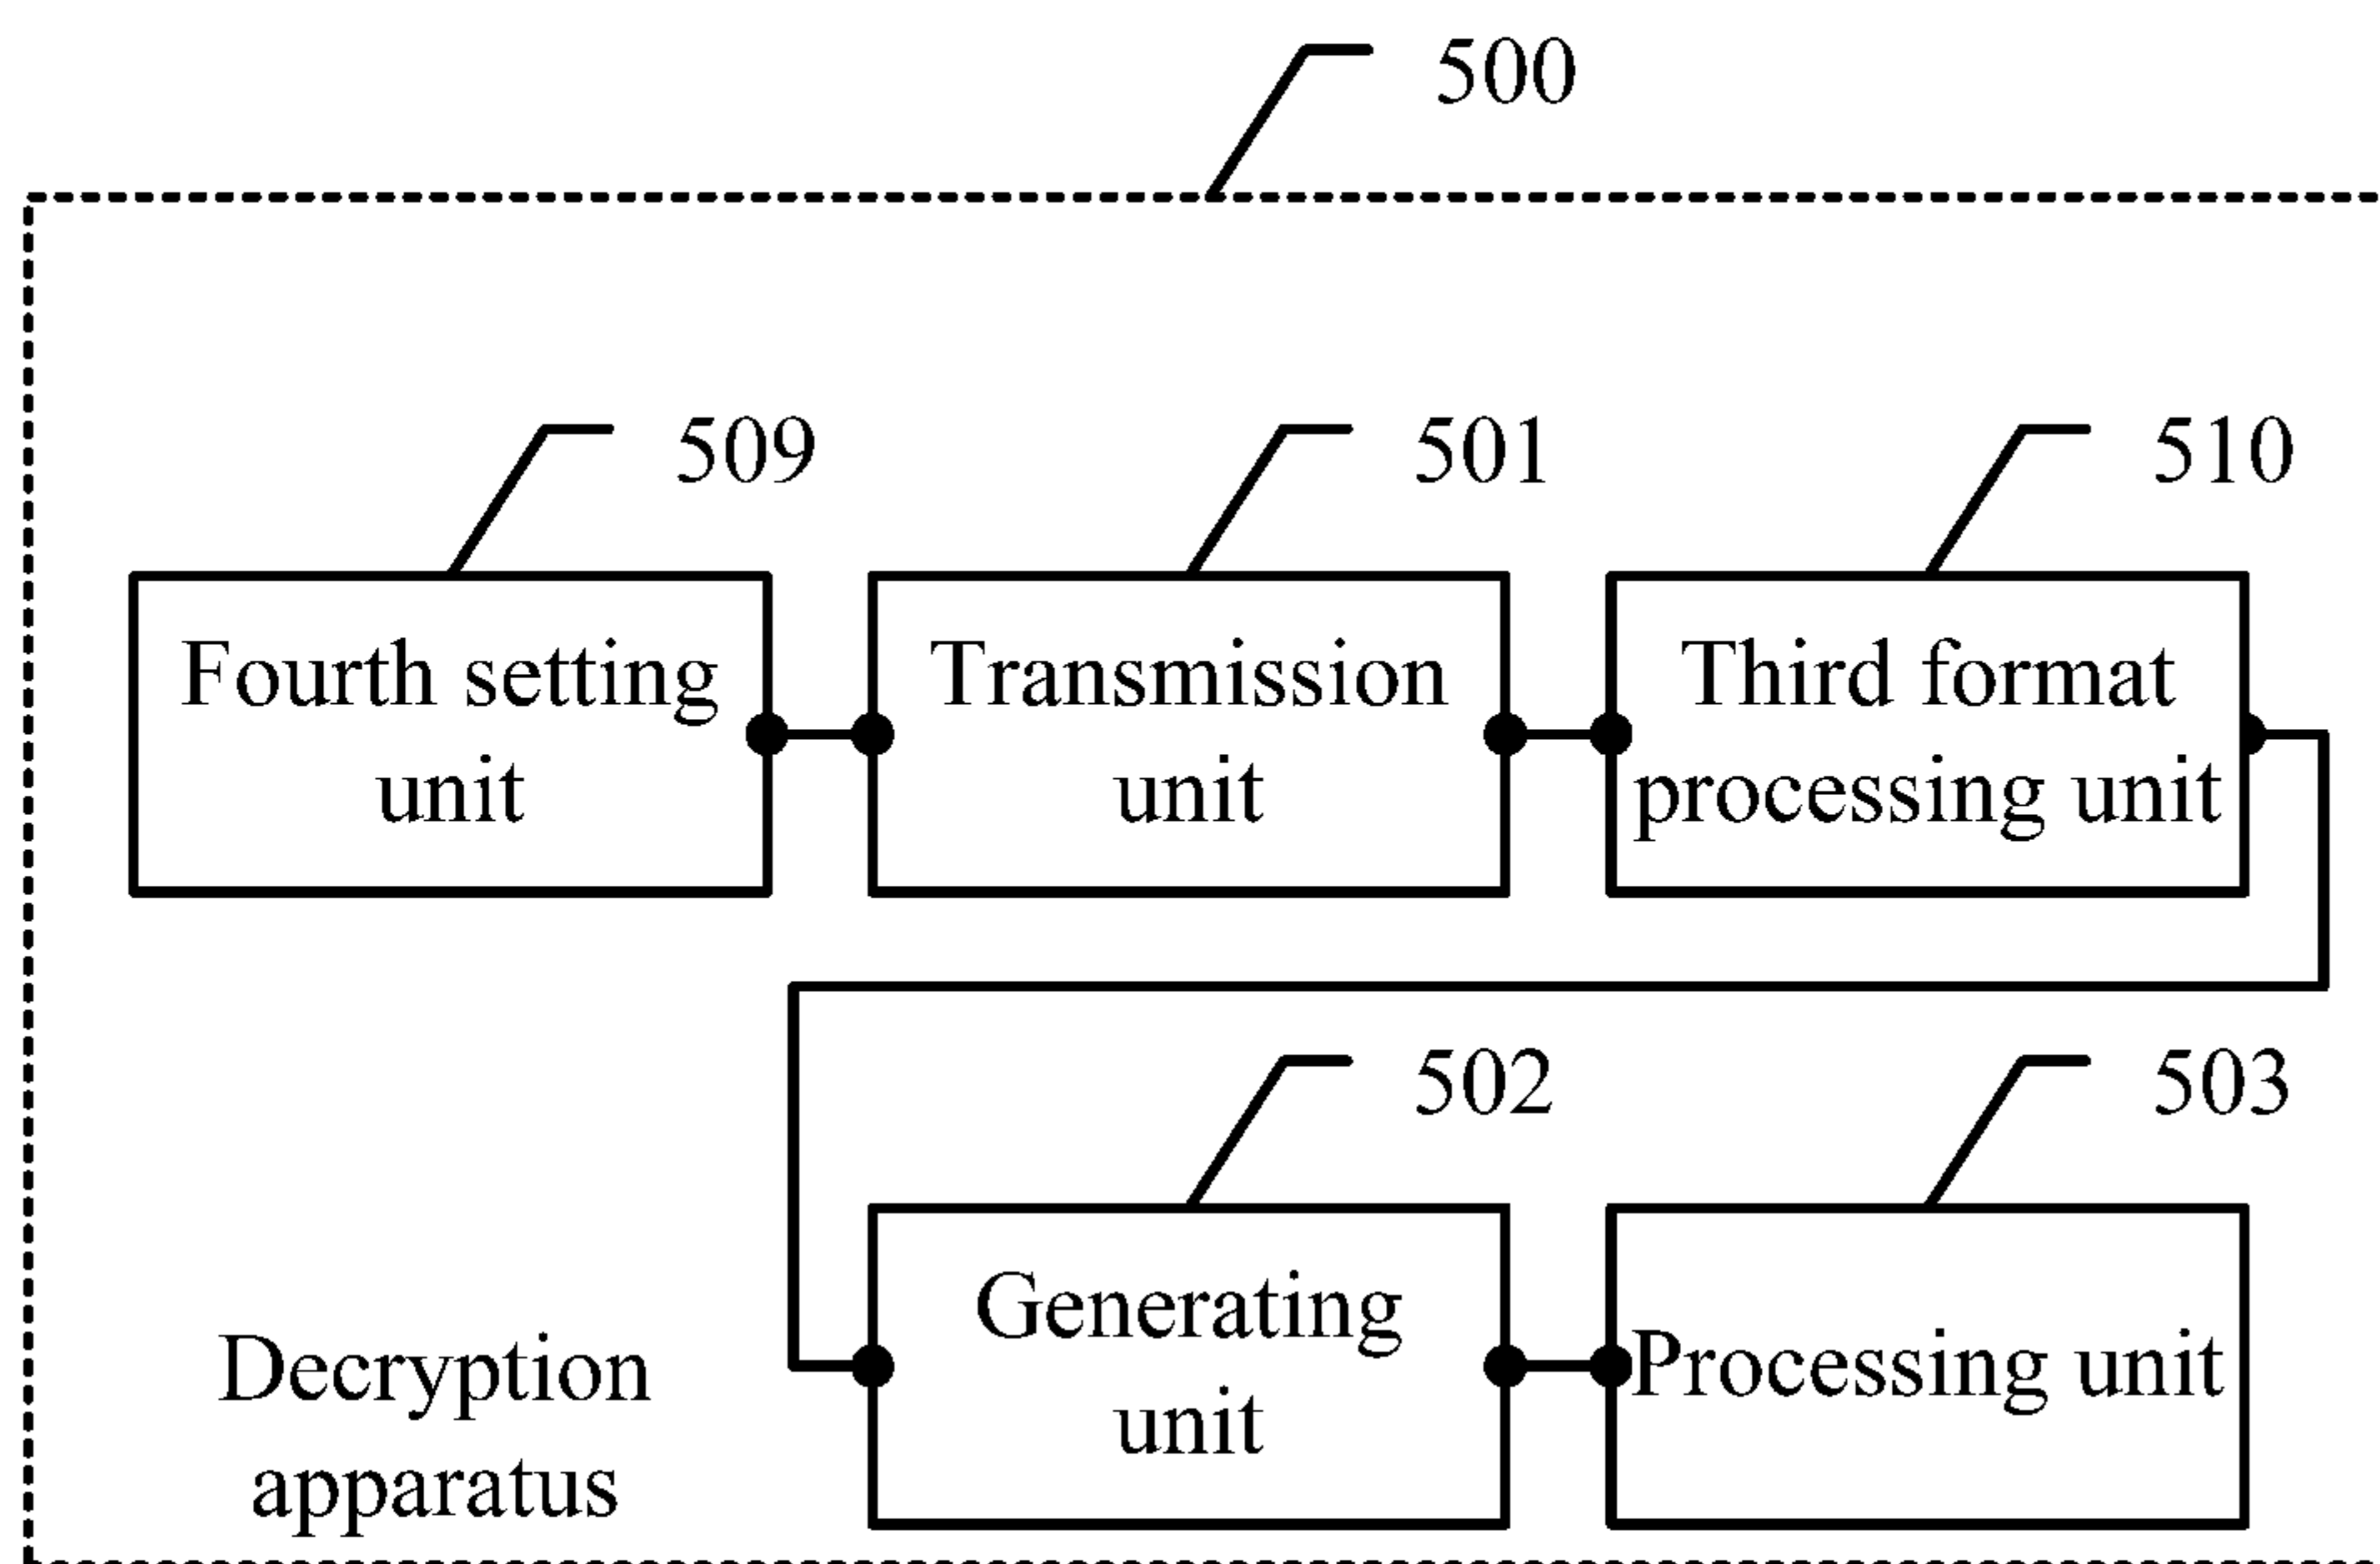 500
509
501
510
Fourth setting
unit
Transmission
unit
Third format
processing unit
502
503
Generating
unit
Processing unit
Decryption
apparatus